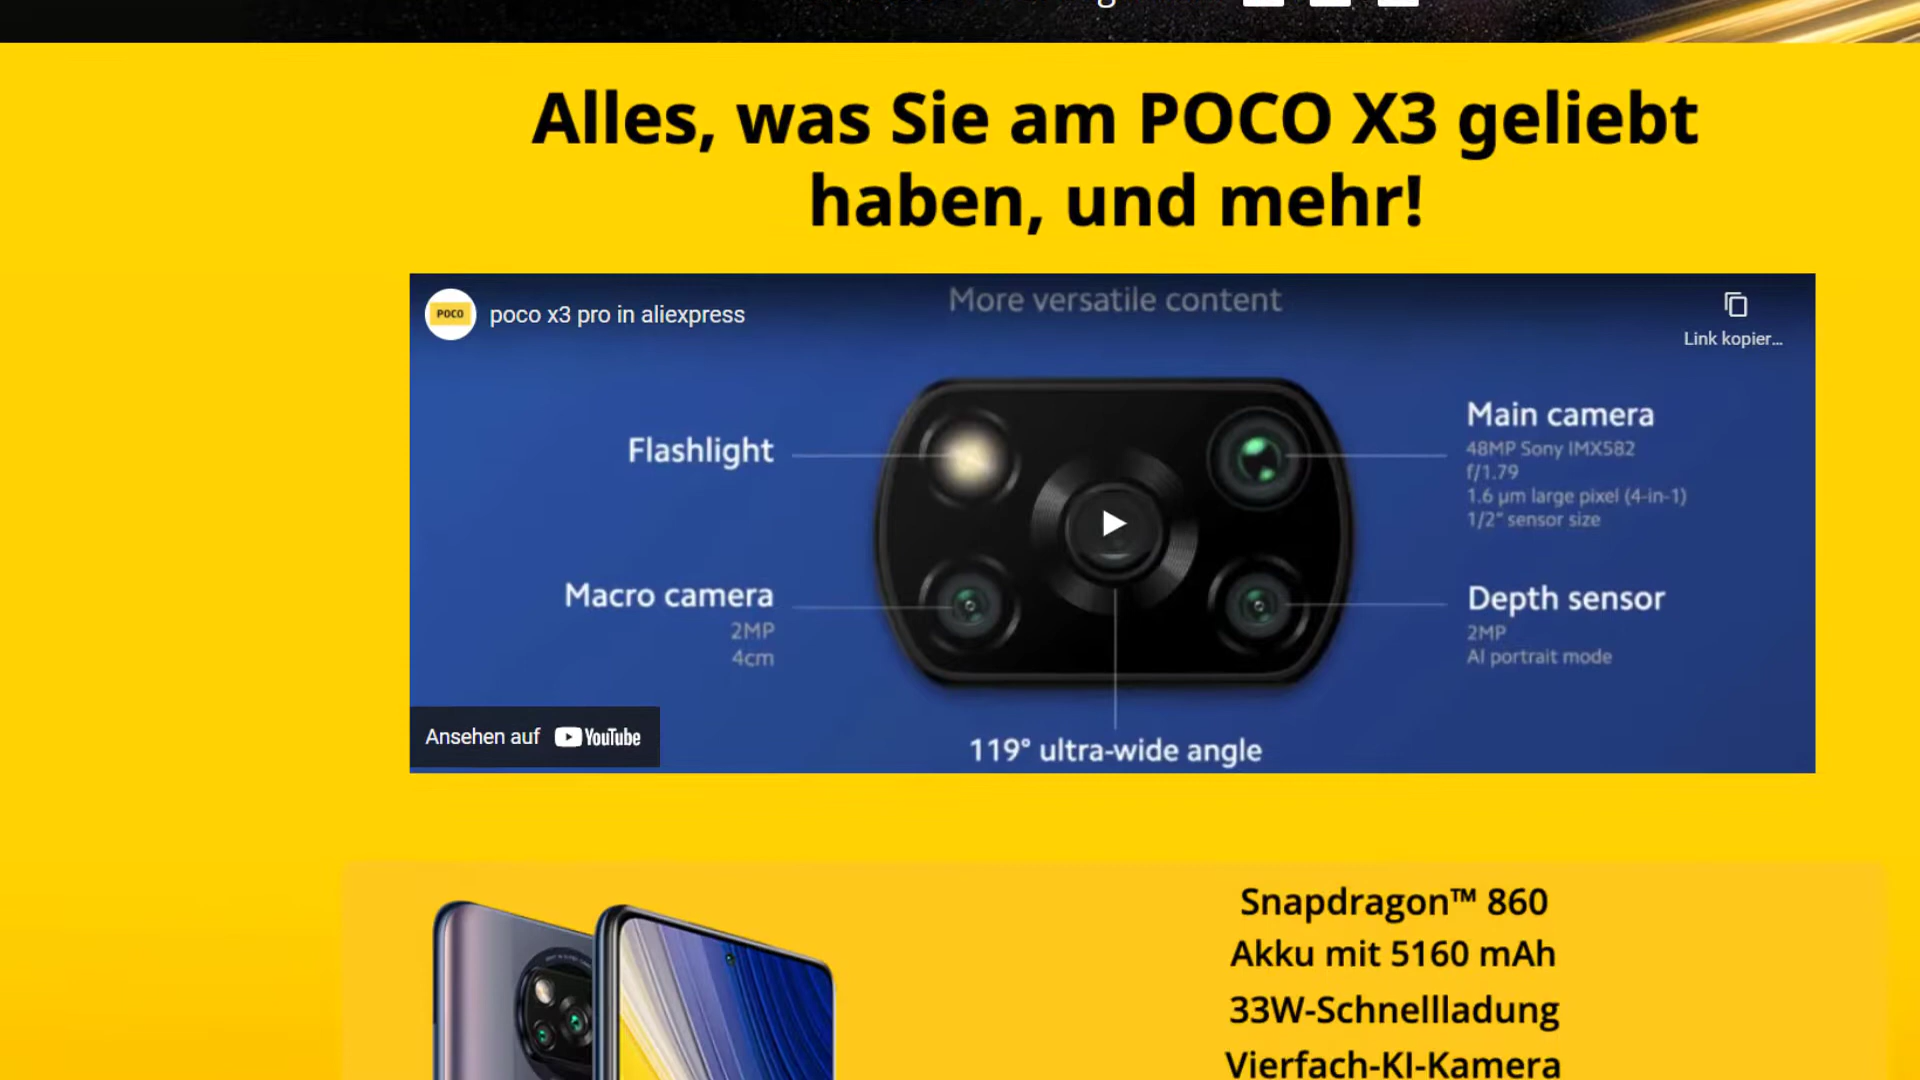 Alles, was Sie am POCO X3 geliebt
haben, und mehr!
POCO
poco x3 pro in aliexpress
More versatile content
Link kopier...
Flashlight
Main camera
48MP Sony IMX582
f/1.79
1.6 μm large pixel (4-in-1)
1/2" sensor size
Macro camera
2MP
4cm
Depth sensor
2MP
AI portrait mode
119° ultra-wide angle
Ansehen auf YouTube
Snapdragon™ 860
Akku mit 5160 mAh
33W-Schnellladung
Vierfach-KI-Kamera